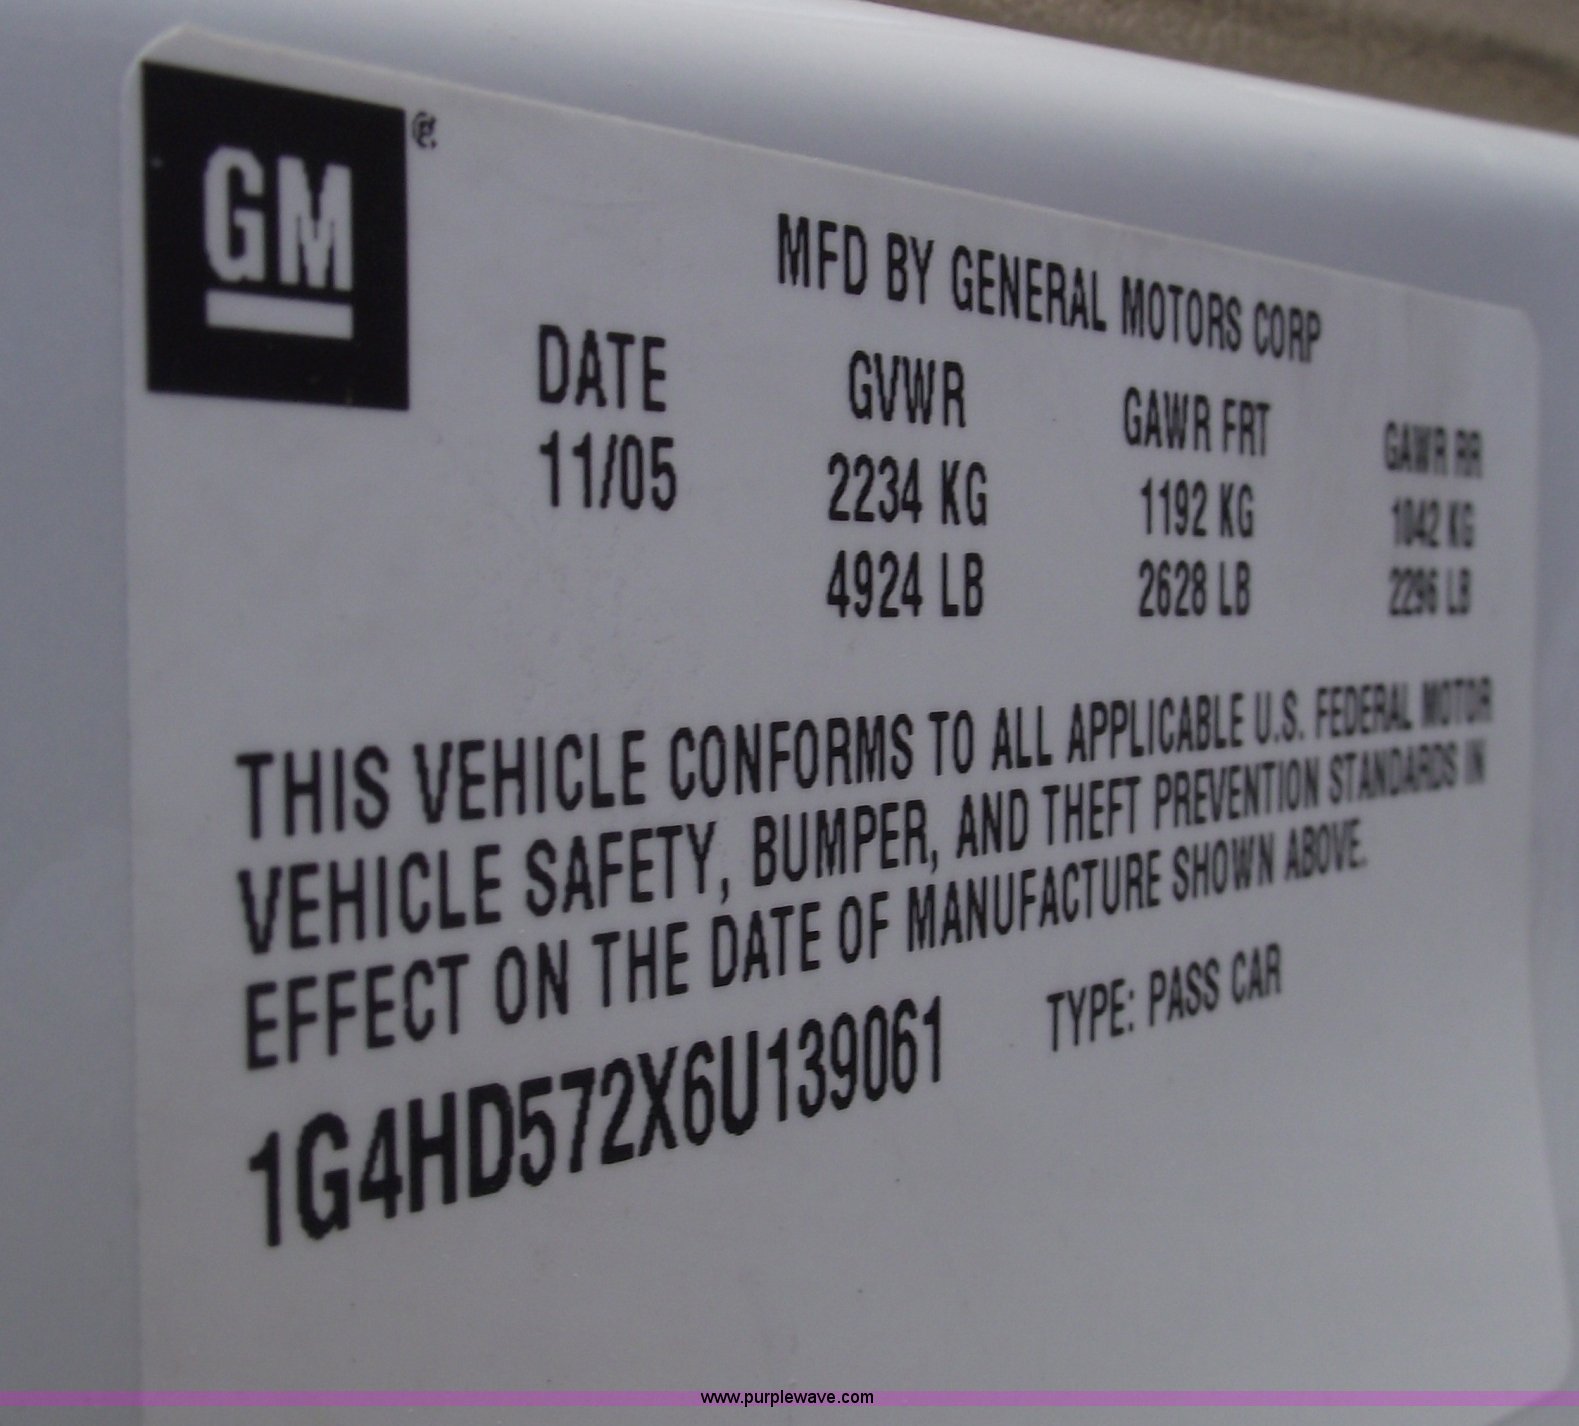 GM®
MFD BY GENERAL MOTORS CORP
DATE GVWR GAWR FRT GAWR RR
11/05 2234 KG 1192 KG 1042 KG
4924 LB 2628 LB 2296 LB
THIS VEHICLE CONFORMS TO ALL APPLICABLE U.S. FEDERAL MOTOR
VEHICLE SAFETY, BUMPER, AND THEFT PREVENTION STANDARDS IN
EFFECT ON THE DATE OF MANUFACTURE SHOWN ABOVE.
1G4HD572X6U139061 TYPE: PASS CAR
www.purplewave.com